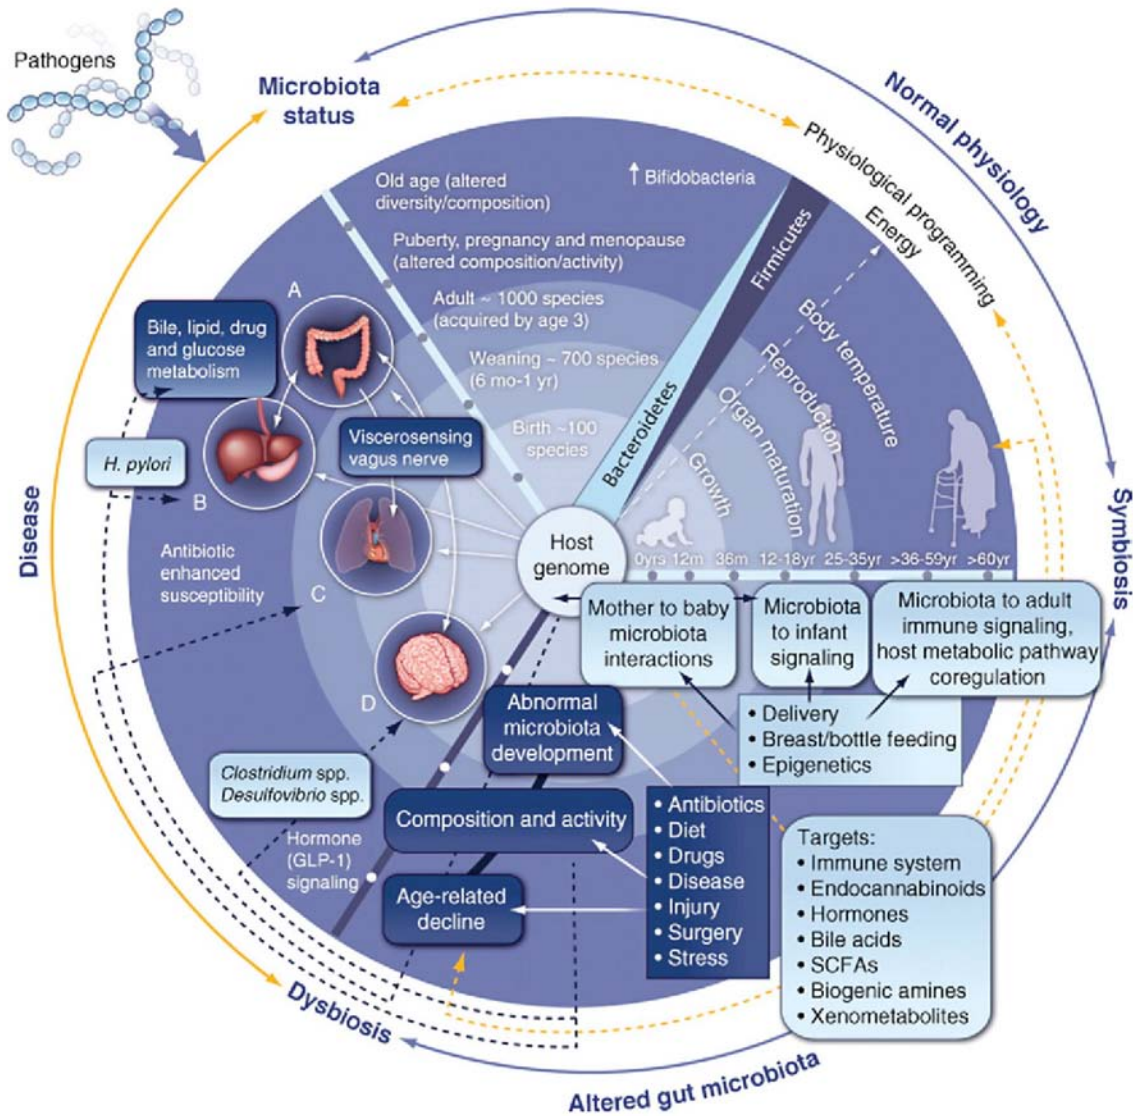 Pathogens
Microbiota
status
Normal physiology
Physiological programming
Energy
Old age (altered
diversity/composition)
↑ Bifidobacteria
Puberty, pregnancy and menopause
(altered composition/activity)
Adult ~ 1000 species
(acquired by age 3)
Weaning ~ 700 species
(6 mo-1 yr)
Birth ~100
species
Bacteroidetes
Firmicutes
Growth
Organ maturation
Reproduction
Body temperature
A
Bile, lipid, drug
and glucose
metabolism
Viscerosensing
vagus nerve
H. pylori
B
Disease
Antibiotic
enhanced
susceptibility
C
D
Host
genome
0yrs 12m 36m 12-18yr 25-35yr >36-59yr >60yr
Symbiosis
Mother to baby
microbiota
interactions
Microbiota
to infant
signaling
Microbiota to adult
immune signaling,
host metabolic pathway
coregulation
• Delivery
• Breast/bottle feeding
• Epigenetics
Abnormal
microbiota
development
Clostridium spp.
Desulfovibrio spp.
Composition and activity
Hormone
(GLP-1)
signaling
Age-related
decline
• Antibiotics
• Diet
• Drugs
• Disease
• Injury
• Surgery
• Stress
Targets:
• Immune system
• Endocannabinoids
• Hormones
• Bile acids
• SCFAs
• Biogenic amines
• Xenometabolites
Dysbiosis
Altered gut microbiota